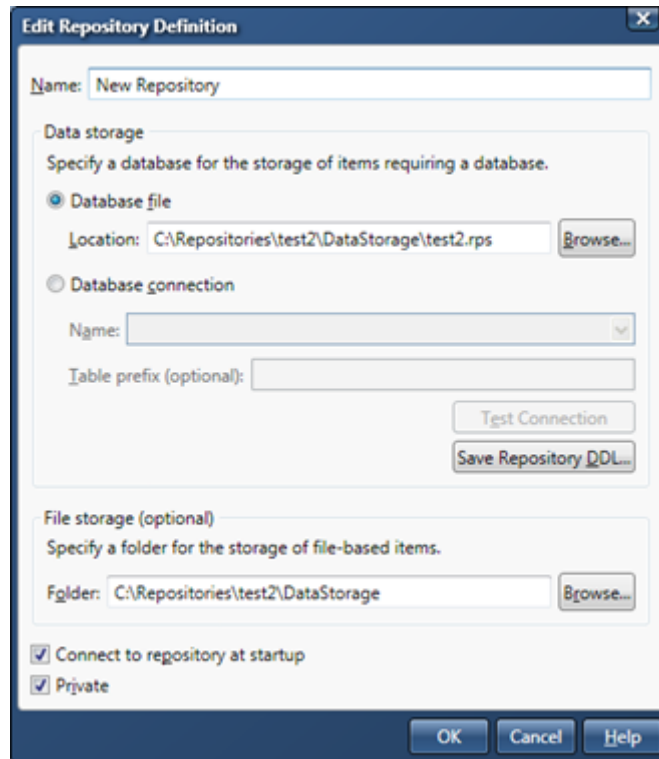 Edit Repository Definition
Name: New Repository
Data storage
Specify a database for the storage of items requiring a database.
Database file
Location: C:\Repositories\test2\DataStorage\test2.rps Browse...
Database connection
Name:
Table prefix (optional):
Test Connection
Save Repository DDL...
File storage (optional)
Specify a folder for the storage of file-based items.
Folder: C:\Repositories\test2\DataStorage Browse...
Connect to repository at startup
Private
OK Cancel Help